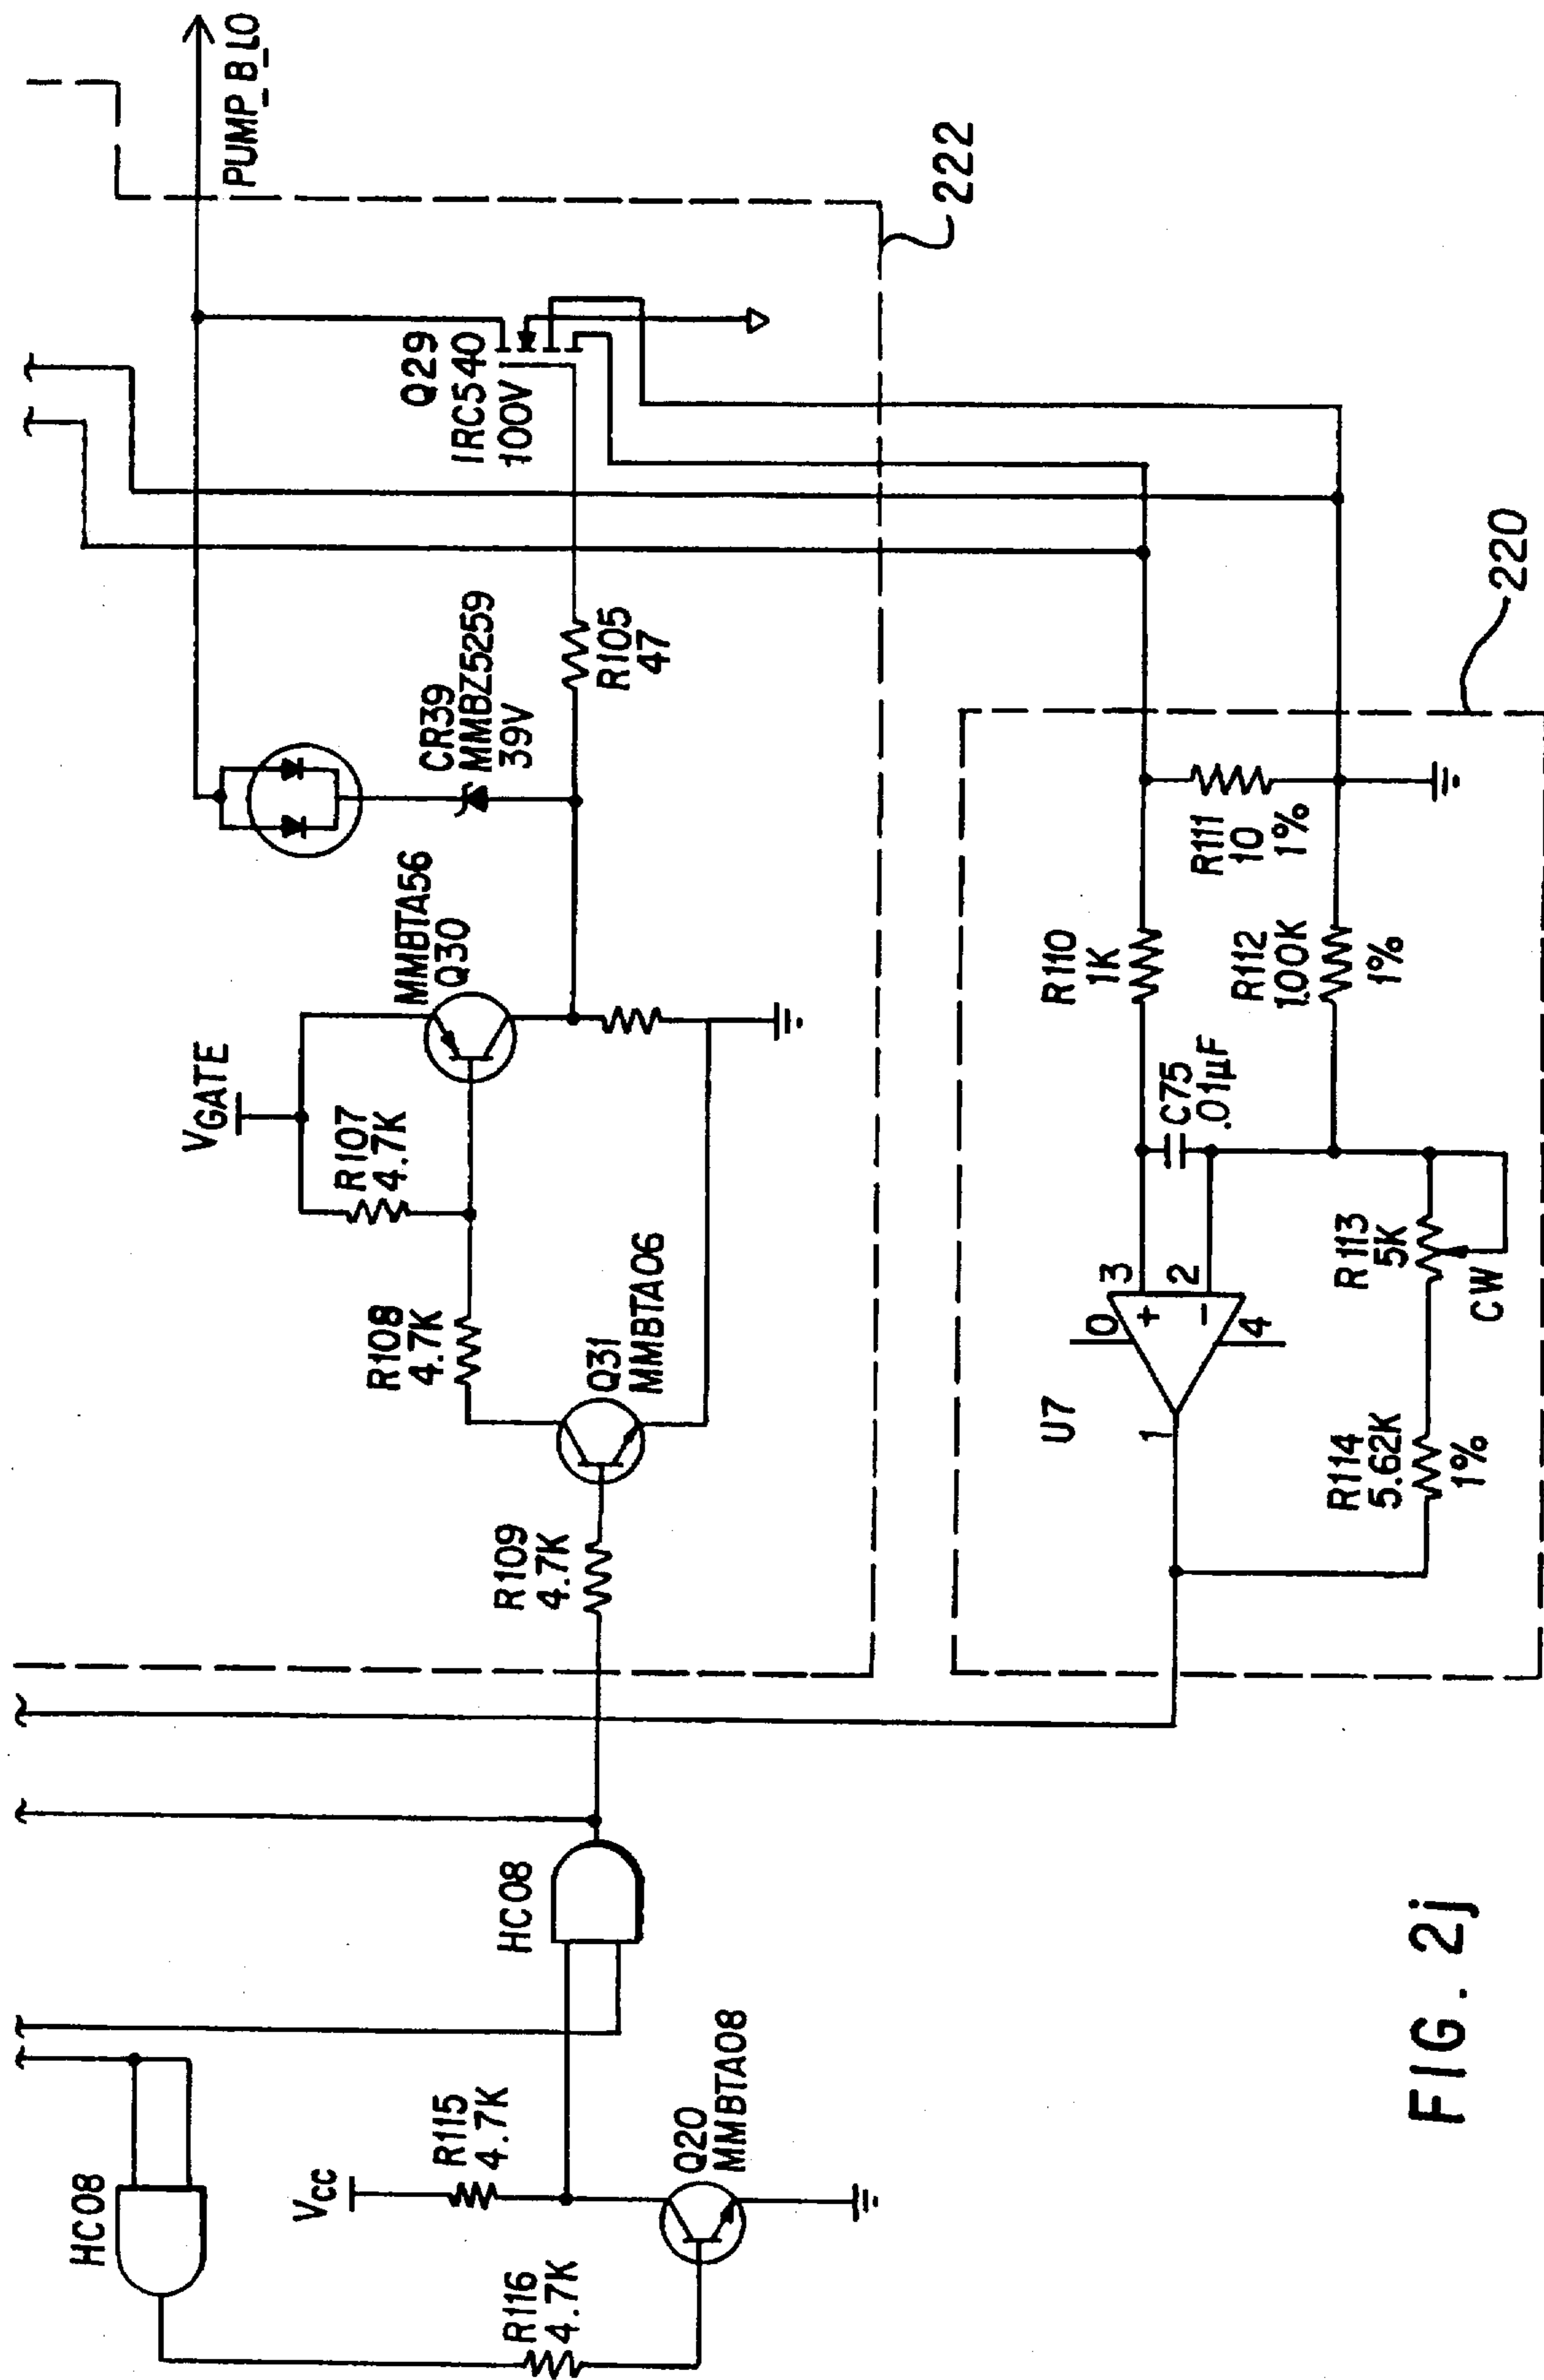 PUMP_B_LO
222
Q29
IRC540
100V
CR39
MMBZ5259
39V
R105
47
MMBTA56
Q30
VGATE
R107
4.7K
R108
4.7K
Q31
MMBTA06
R109
4.7K
HC08
HC08
VCC
R115
4.7K
Q20
MMBTA08
R116
4.7K
220
R110
1K
R111
10
1%
R112
1.00K
1%
C75
.01µF
U7
0
3
+
2
-
4
1
R113
5K
CW
R114
5.62K
1%
FIG. 2j